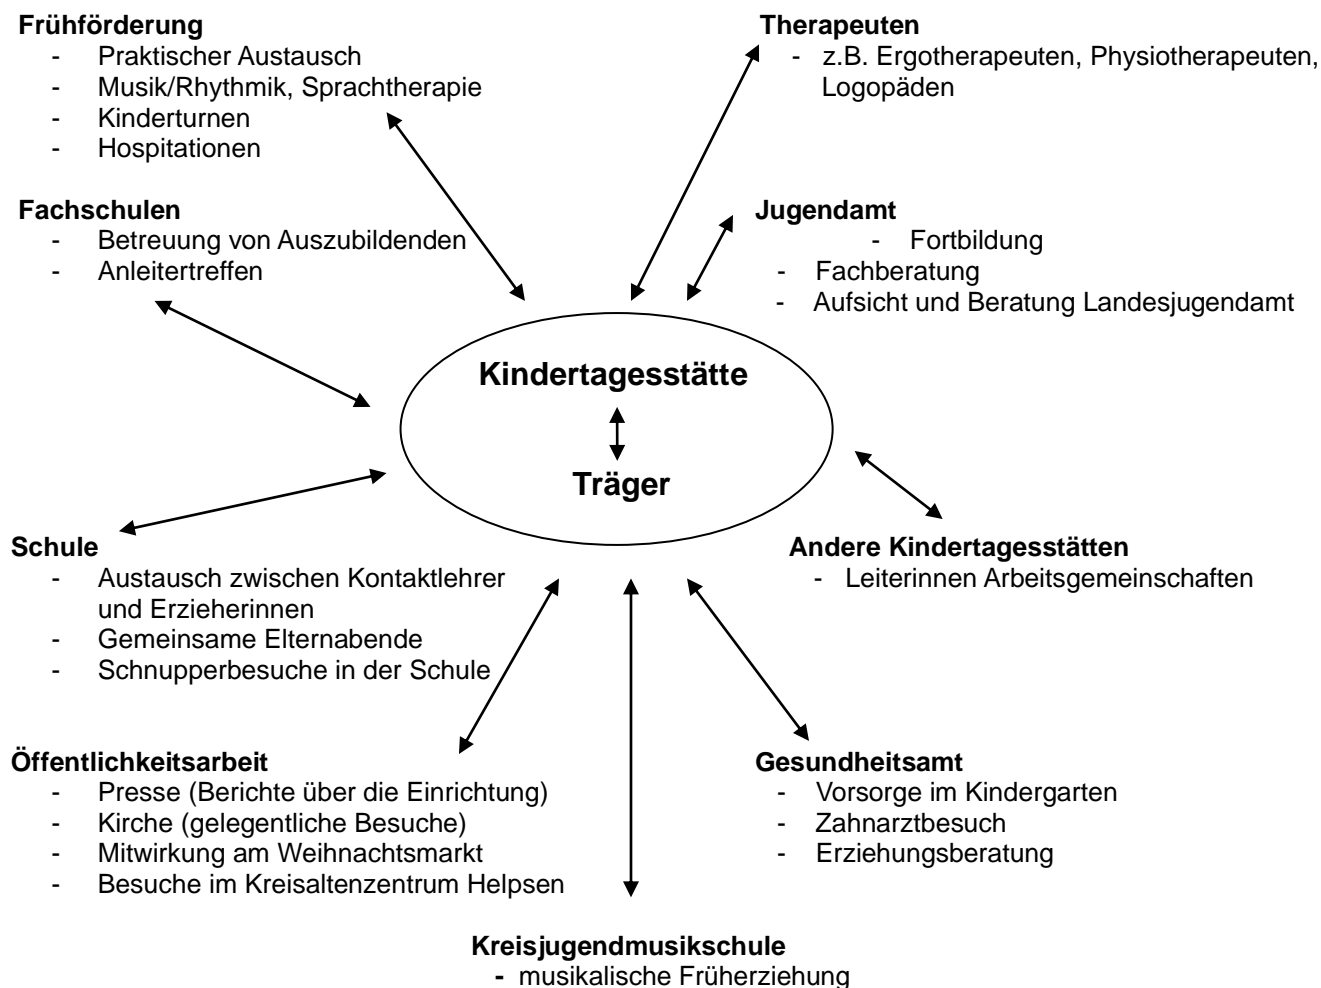 Frühförderung
- Praktischer Austausch
- Musik/Rhythmik, Sprachtherapie
- Kinderturnen
- Hospitationen
Therapeuten
- z.B. Ergotherapeuten, Physiotherapeuten,
Logopäden
Fachschulen
- Betreuung von Auszubildenden
- Anleitertreffen
Jugendamt
- Fortbildung
- Fachberatung
- Aufsicht und Beratung Landesjugendamt
Kindertagesstätte
Träger
Schule
- Austausch zwischen Kontaktlehrer
und Erzieherinnen
- Gemeinsame Elternabende
- Schnupperbesuche in der Schule
Andere Kindertagesstätten
- Leiterinnen Arbeitsgemeinschaften
Öffentlichkeitsarbeit
- Presse (Berichte über die Einrichtung)
- Kirche (gelegentliche Besuche)
- Mitwirkung am Weihnachtsmarkt
- Besuche im Kreisaltenzentrum Helpsen
Gesundheitsamt
- Vorsorge im Kindergarten
- Zahnarztbesuch
- Erziehungsberatung
Kreisjugendmusikschule
- musikalische Früherziehung